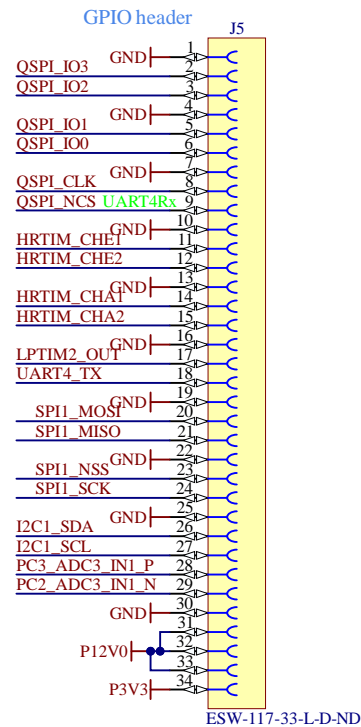 GPIO header
J5
GND 1
QSPI_IO3 2
QSPI_IO2 3
GND 4
QSPI_IO1 5
QSPI_IO0 6
GND 7
QSPI_CLK 8
QSPI_NCS UART4Rx 9
GND 10
HRTIM_CHE1 11
HRTIM_CHE2 12
GND 13
HRTIM_CHA1 14
HRTIM_CHA2 15
GND 16
LPTIM2_OUT 17
UART4_TX 18
GND 19
SPI1_MOSI 20
SPI1_MISO 21
GND 22
SPI1_NSS 23
SPI1_SCK 24
GND 25
I2C1_SDA 26
I2C1_SCL 27
PC3_ADC3_IN1_P 28
PC2_ADC3_IN1_N 29
GND 30
31
P12V0 32
33
P3V3 34
ESW-117-33-L-D-ND